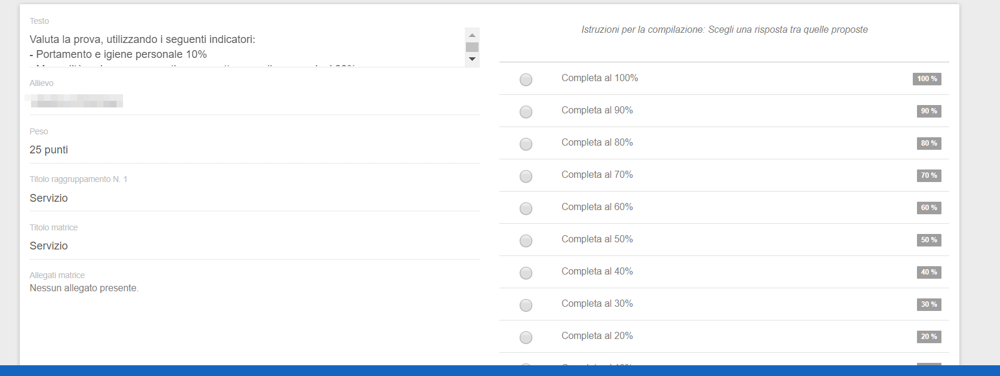 Testo
Valuta la prova, utilizzando i seguenti indicatori:
- Portamento e igiene personale 10%
Allievo
Peso
25 punti
Titolo raggruppamento N. 1
Servizio
Titolo matrice
Servizio
Allegati matrice
Nessun allegato presente.
Istruzioni per la compilazione: Scegli una risposta tra quelle proposte
Completa al 100% 100 %
Completa al 90% 90 %
Completa al 80% 80 %
Completa al 70% 70 %
Completa al 60% 60 %
Completa al 50% 50 %
Completa al 40% 40 %
Completa al 30% 30 %
Completa al 20% 20 %